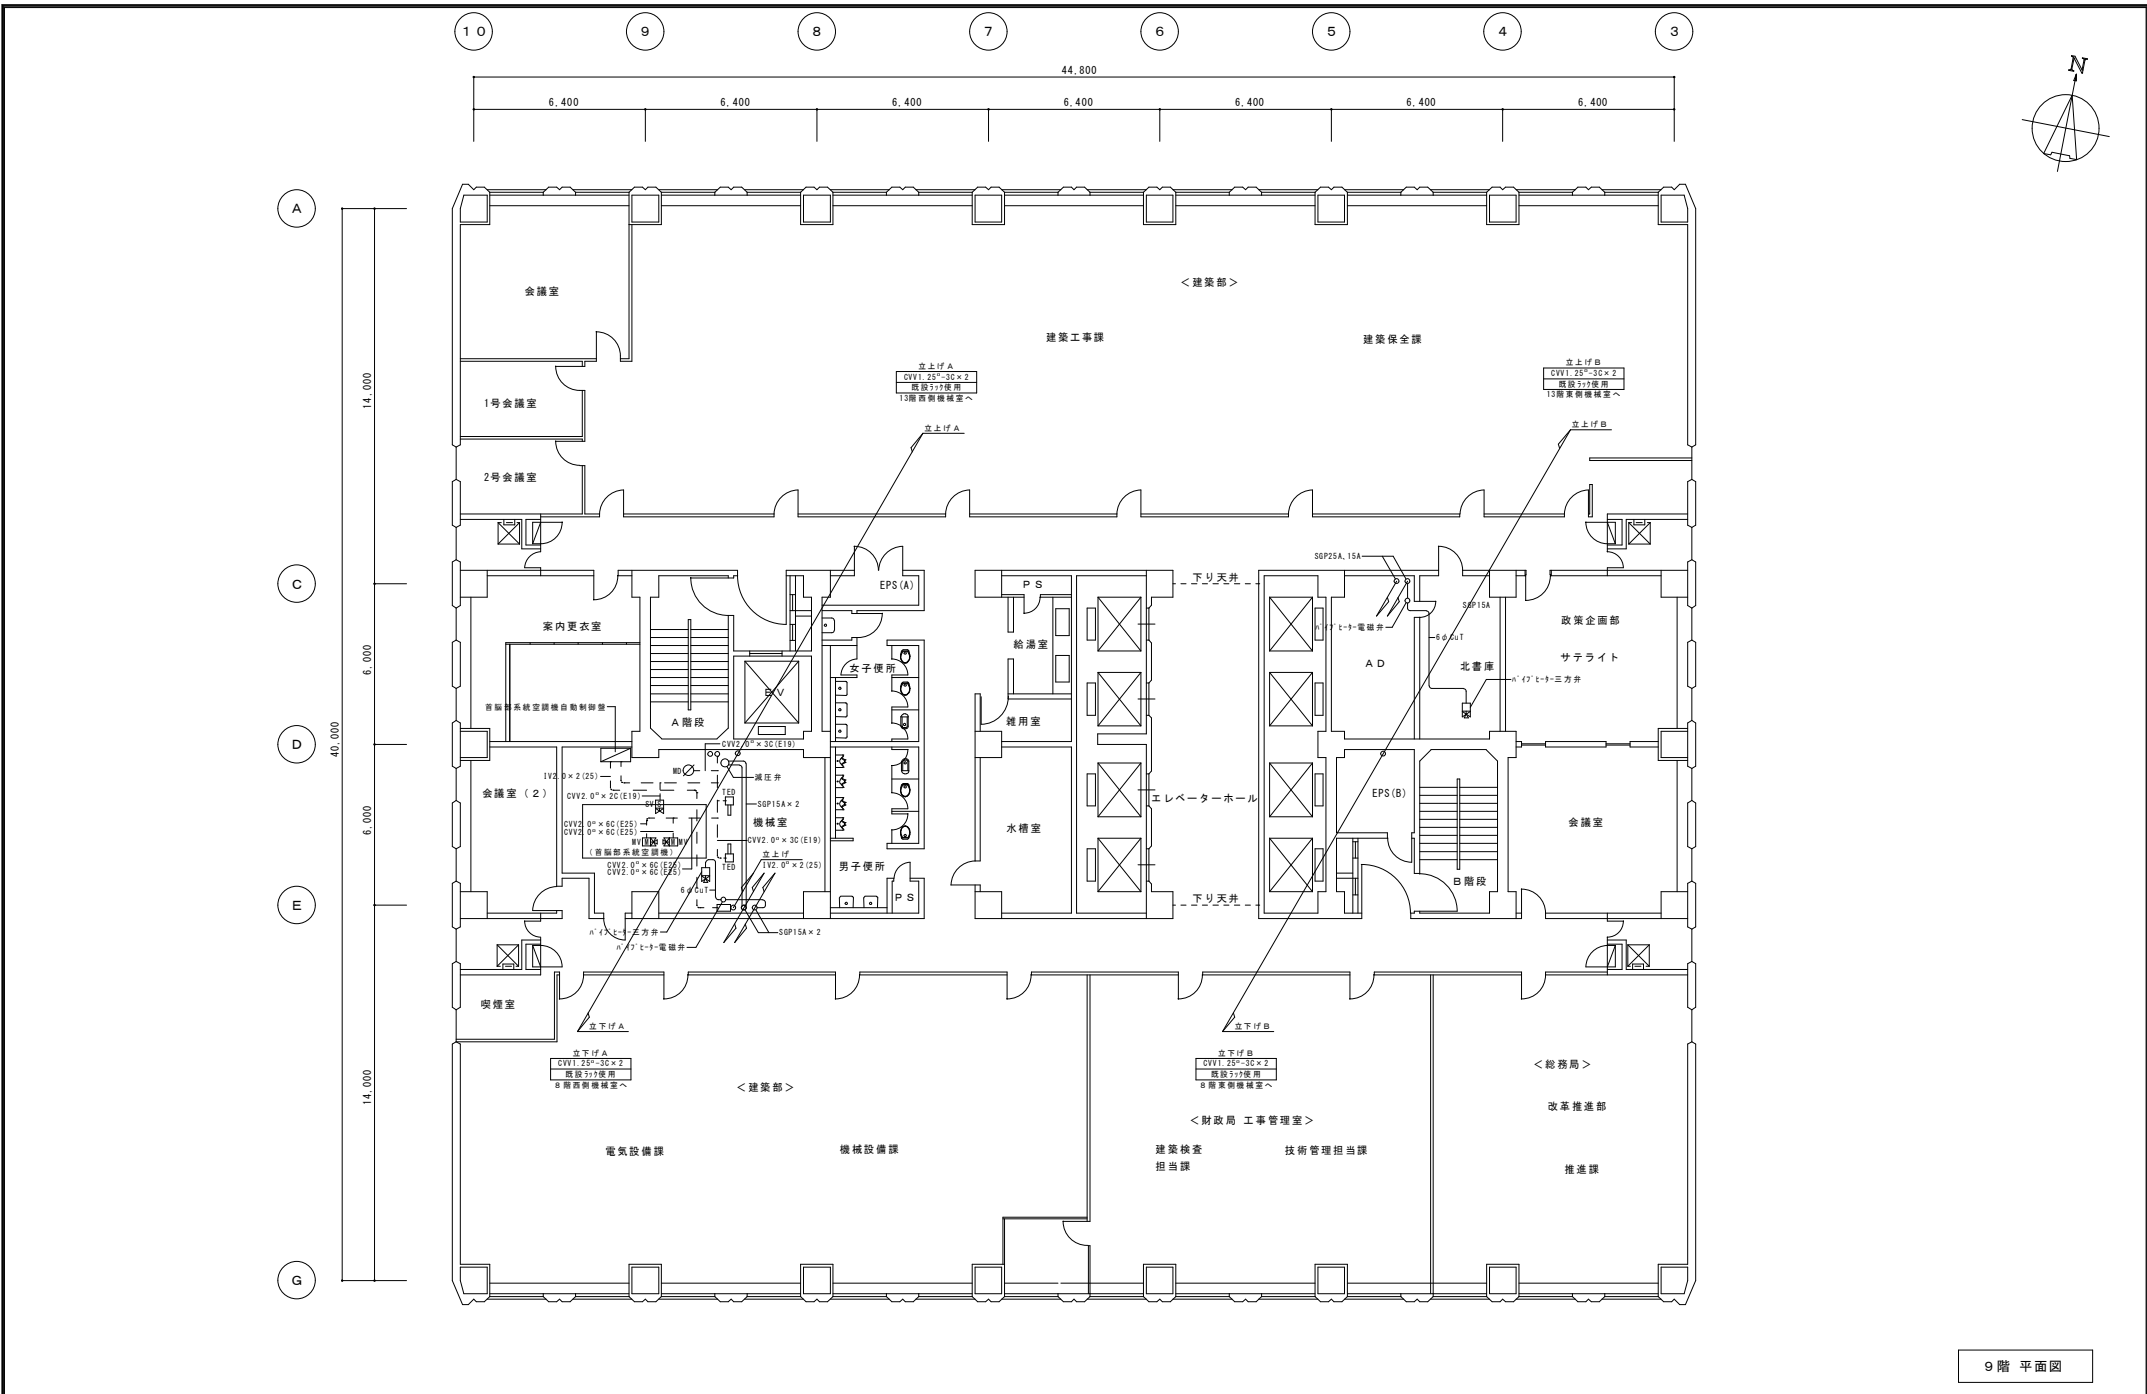 10
9
8
7
6
5
4
3
N
44,800
6,400
6,400
6,400
6,400
6,400
6,400
6,400
A
C
D
E
G
40,000
14,000
6,000
6,000
14,000
会議室
1号会議室
2号会議室
<建築部>
建築工事課
建築保全課
立上げA
CVV1.25□-3C×2
既設ラック使用
13階西側機械室へ
立上げA
立上げB
CVV1.25□-3C×2
既設ラック使用
13階東側機械室へ
立上げB
案内更衣室
A階段
EPS(A)
女子便所
EV
PS
給湯室
雑用室
下り天井
エレベーターホール
下り天井
SGP25A,15A
パイプヒーター電磁弁
AD
SGP15A
6φCuT
北書庫
パイプヒーター三方弁
政策企画部
サテライト
首脳部系統空調機自動制御盤
会議室(2)
IV2.0×2(25)
CVV2.0□×2C(E19)
CVV2.0□×6C(E25)
CVV2.0□×6C(E25)
MV
MV
(首脳部系統空調機)
CVV2.0□×6C(E25)
CVV2.0□×6C(E25)
CVV2.0□×3C(E19)
MD
SV
TED
TED
減圧弁
SGP15A×2
機械室
CVV2.0□×3C(E19)
立上げ
IV2.0□×2(25)
6φCuT
SGP15A×2
パイプヒーター三方弁
パイプヒーター電磁弁
男子便所
PS
水槽室
EPS(B)
B階段
会議室
喫煙室
立下げA
立下げA
CVV1.25□-3C×2
既設ラック使用
8階西側機械室へ
<建築部>
電気設備課
機械設備課
立下げB
立下げB
CVV1.25□-3C×2
既設ラック使用
8階東側機械室へ
<財政局 工事管理室>
建築検査
担当課
技術管理担当課
<総務局>
改革推進部
推進課
9階 平面図